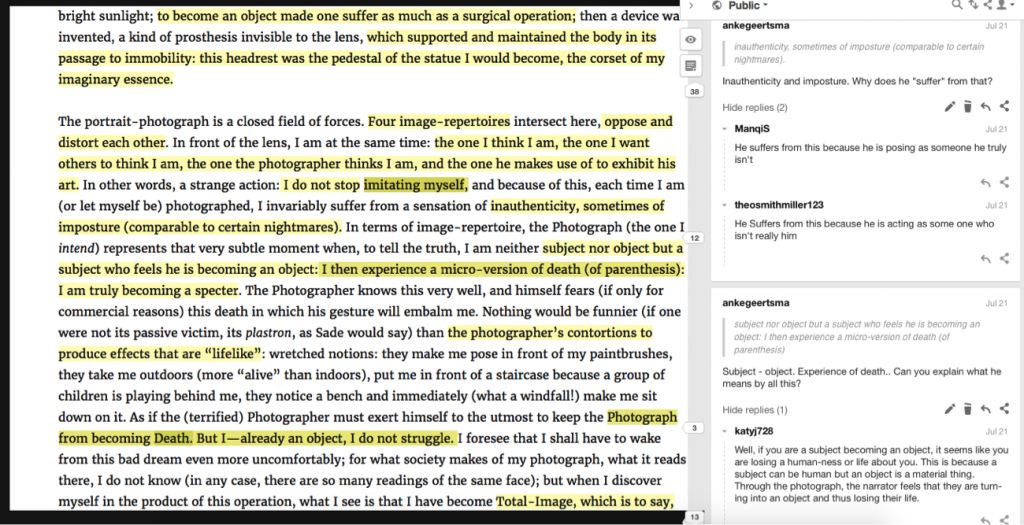 bright sunlight; to become an object made one suffer as much as a surgical operation; then a device wa
invented, a kind of prosthesis invisible to the lens, which supported and maintained the body in its
passage to immobility: this headrest was the pedestal of the statue I would become, the corset of my
imaginary essence.
The portrait-photograph is a closed field of forces. Four image-repertoires intersect here, oppose and
distort each other. In front of the lens, I am at the same time: the one I think I am, the one I want
others to think I am, the one the photographer thinks I am, and the one he makes use of to exhibit his
art. In other words, a strange action: I do not stop imitating myself, and because of this, each time I am
(or let myself be) photographed, I invariably suffer from a sensation of inauthenticity, sometimes of
imposture (comparable to certain nightmares). In terms of image-repertoire, the Photograph (the one I
intend) represents that very subtle moment when, to tell the truth, I am neither subject nor object but a
subject who feels he is becoming an object: I then experience a micro-version of death (of parenthesis):
I am truly becoming a specter. The Photographer knows this very well, and himself fears (if only for
commercial reasons) this death in which his gesture will embalm me. Nothing would be funnier (if one
were not its passive victim, its plastron, as Sade would say) than the photographer's contortions to
produce effects that are “lifelike”: wretched notions: they make me pose in front of my paintbrushes,
they take me outdoors (more “alive” than indoors), put me in front of a staircase because a group of
children is playing behind me, they notice a bench and immediately (what a windfall!) make me sit
down on it. As if the (terrified) Photographer must exert himself to the utmost to keep the Photograph
from becoming Death. But I—already an object, I do not struggle. I foresee that I shall have to wake
from this bad dream even more uncomfortably; for what society makes of my photograph, what it reads
there, I do not know (in any case, there are so many readings of the same face); but when I discover
myself in the product of this operation, what I see is that I have become Total-Image, which is to say,
38
12
3
13
Public
ankegeertsma
Jul 21
inauthenticity, sometimes of imposture (comparable to certain
nightmares).
Inauthenticity and imposture. Why does he "suffer" from that?
Hide replies (2)
ManqiS
Jul 21
He suffers from this because he is posing as someone he truly
isn't
theosmithmiller123
Jul 21
He Suffers from this because he is acting as some one who
isn't really him
ankegeertsma
Jul 21
subject nor object but a subject who feels he is becoming an
object: I then experience a micro-version of death (of
parenthesis)
Subject - object. Experience of death.. Can you explain what he
means by all this?
Hide replies (1)
katyj728
Jul 21
Well, if you are a subject becoming an object, it seems like you
are losing a human-ness or life about you. This is because a
subject can be human but an object is a material thing.
Through the photograph, the narrator feels that they are turn-
ing into an object and thus losing their life.